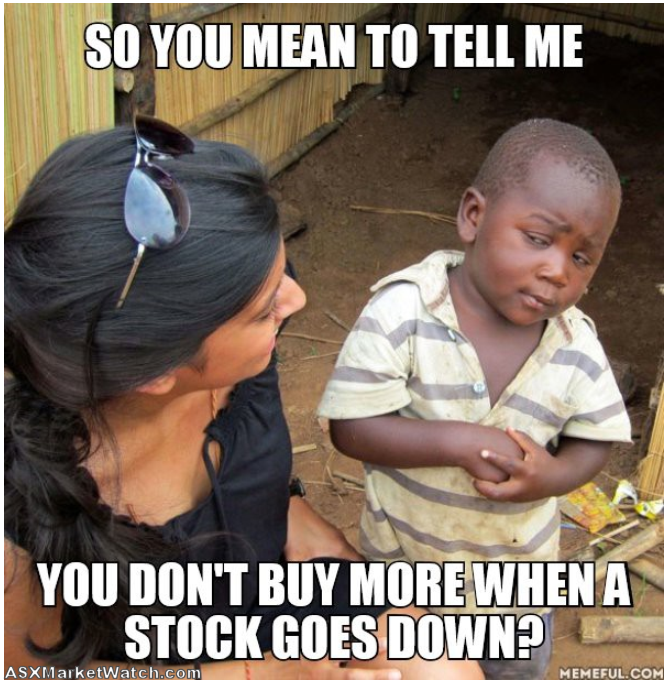 SO YOU MEAN TO TELL ME
YOU DON'T BUY MORE WHEN A
STOCK GOES DOWN?
ASXMarketWatch.com
MEMEFUL.COM